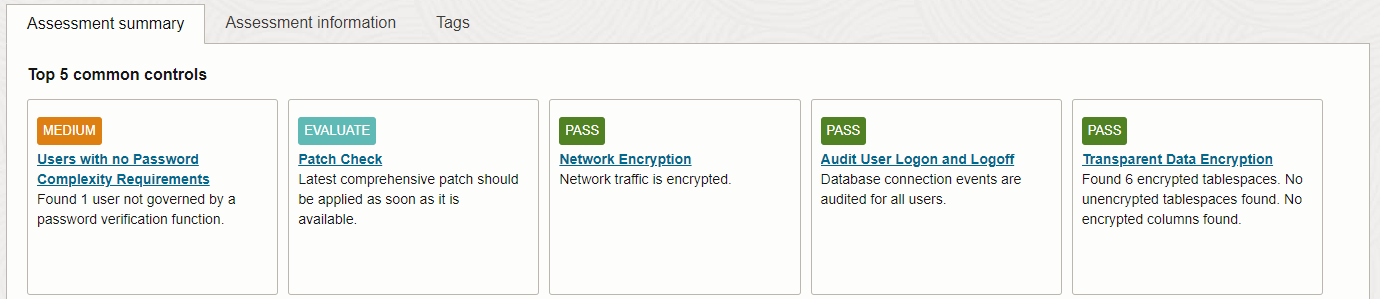 Assessment summary
Assessment information
Tags
Top 5 common controls
MEDIUM
Users with no Password
Complexity Requirements
Found 1 user not governed by a
password verification function.
EVALUATE
Patch Check
Latest comprehensive patch should
be applied as soon as it is
available.
PASS
Network Encryption
Network traffic is encrypted.
PASS
Audit User Logon and Logoff
Database connection events are
audited for all users.
PASS
Transparent Data Encryption
Found 6 encrypted tablespaces. No
unencrypted tablespaces found. No
encrypted columns found.